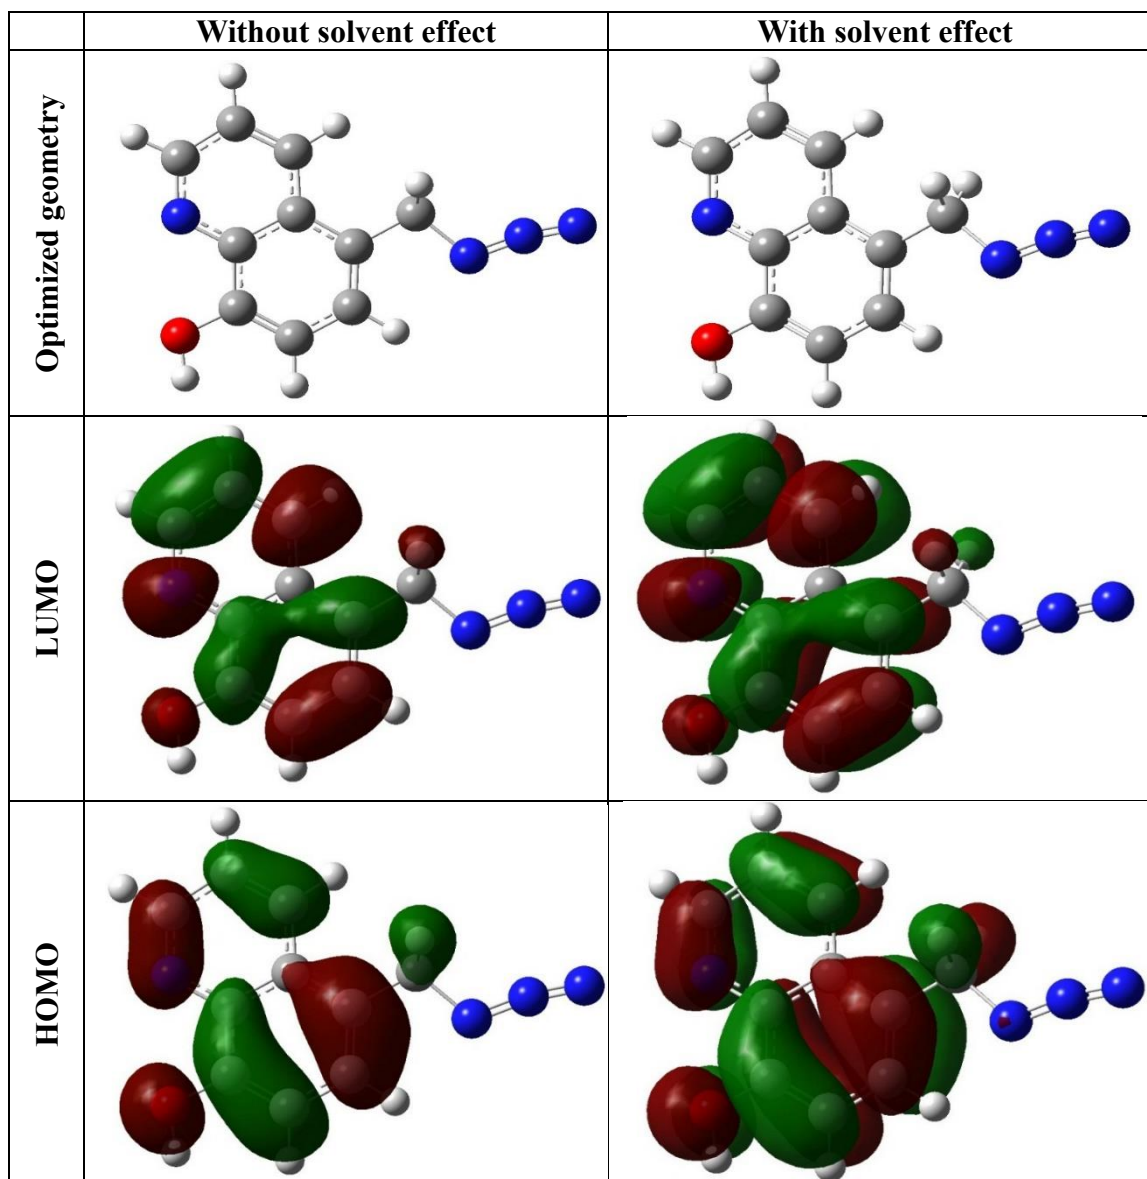 Without solvent effect
With solvent effect
Optimized geometry
LUMO
HOMO